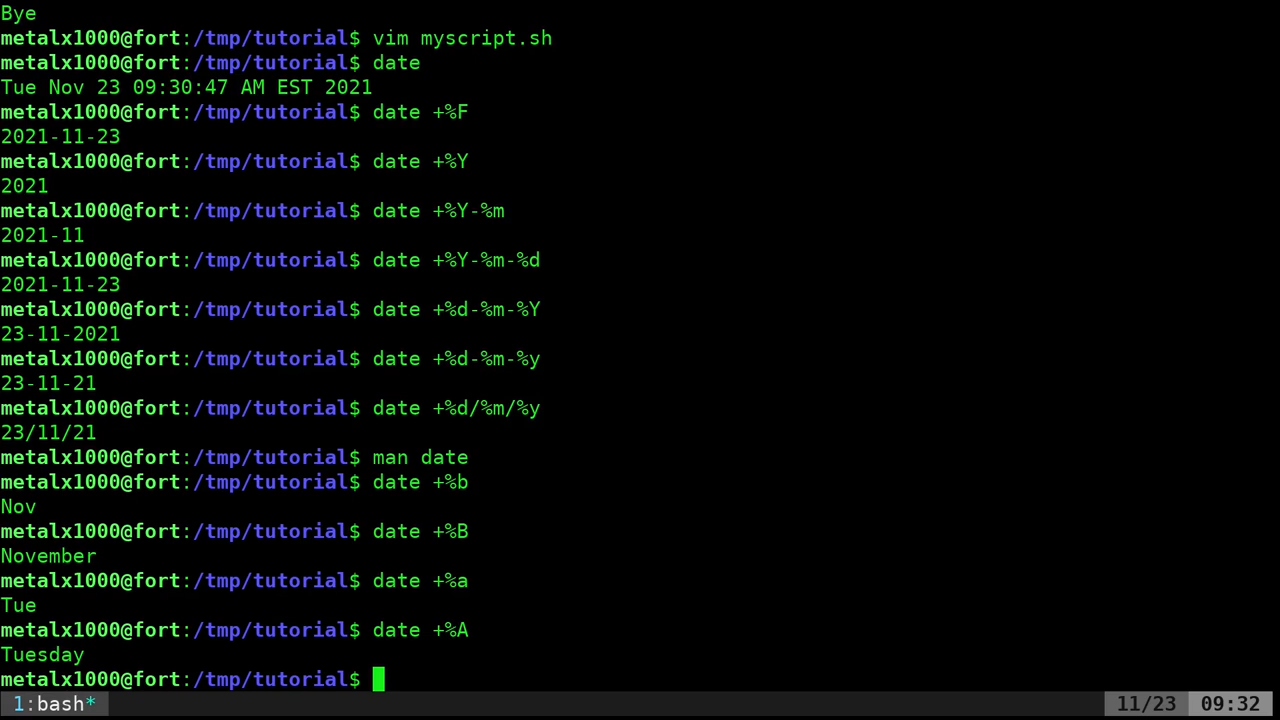 Bye
metalx1000@fort:/tmp/tutorial$ vim myscript.sh
metalx1000@fort:/tmp/tutorial$ date
Tue Nov 23 09:30:47 AM EST 2021
metalx1000@fort:/tmp/tutorial$ date +%F
2021-11-23
metalx1000@fort:/tmp/tutorial$ date +%Y
2021
metalx1000@fort:/tmp/tutorial$ date +%Y-%m
2021-11
metalx1000@fort:/tmp/tutorial$ date +%Y-%m-%d
2021-11-23
metalx1000@fort:/tmp/tutorial$ date +%d-%m-%Y
23-11-2021
metalx1000@fort:/tmp/tutorial$ date +%d-%m-%y
23-11-21
metalx1000@fort:/tmp/tutorial$ date +%d/%m/%y
23/11/21
metalx1000@fort:/tmp/tutorial$ man date
metalx1000@fort:/tmp/tutorial$ date +%b
Nov
metalx1000@fort:/tmp/tutorial$ date +%B
November
metalx1000@fort:/tmp/tutorial$ date +%a
Tue
metalx1000@fort:/tmp/tutorial$ date +%A
Tuesday
metalx1000@fort:/tmp/tutorial$
1:bash* 11/23 09:32